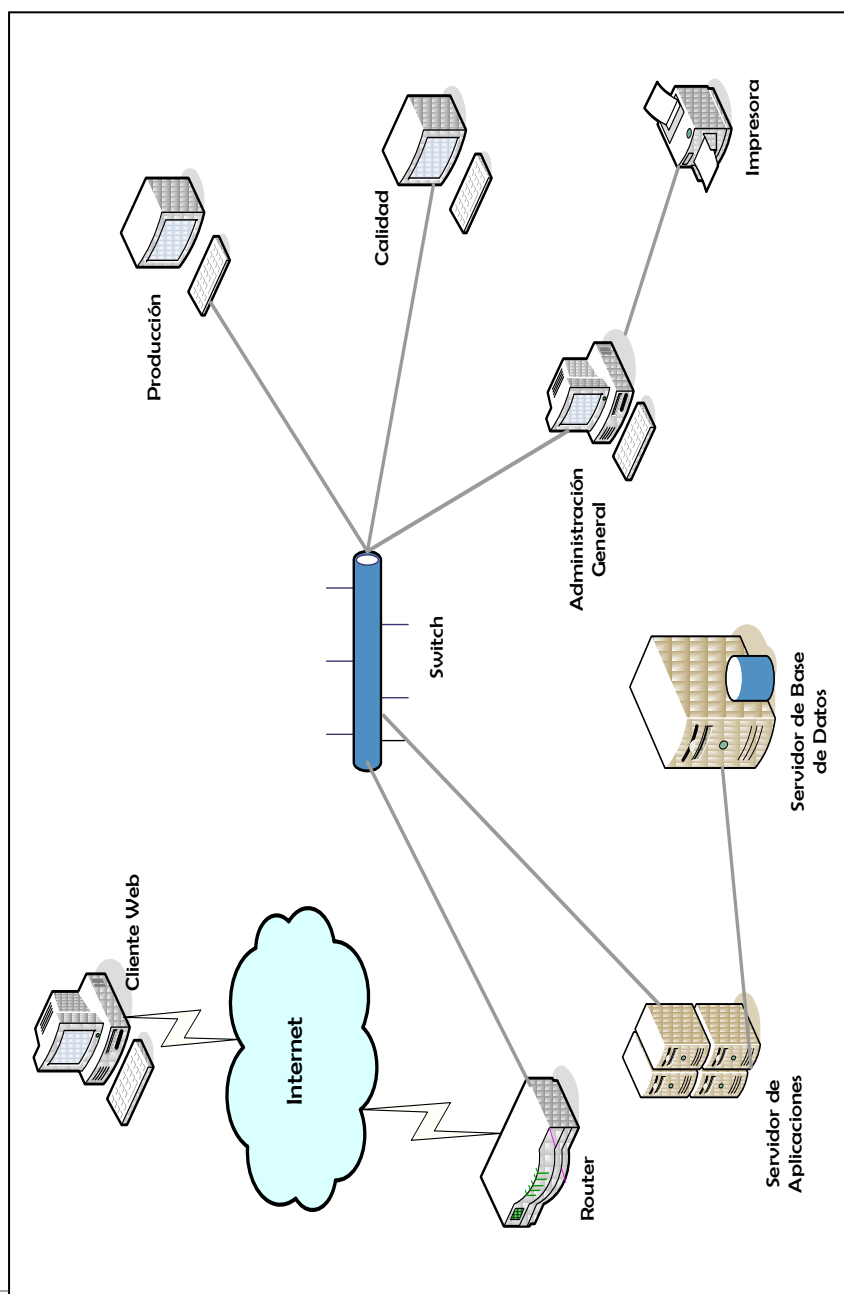 Cliente Web
Internet
Router
Servidor de
Aplicaciones
Switch
Servidor de Base
de Datos
Producción
Calidad
Administración
General
Impresora